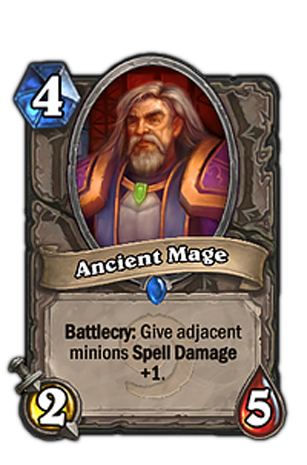 4
Ancient Mage
Battlecry: Give adjacent
minions Spell Damage
+1.
2
5